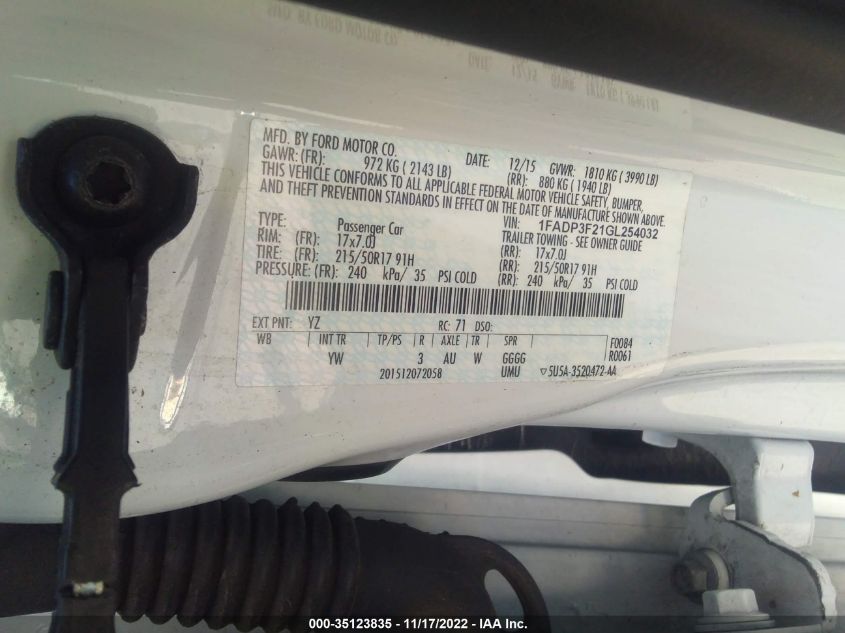 MFD. BY FORD MOTOR CO.
DATE: 12/15 GVWR: 1810 KG ( 3990 LB)
GAWR: (FR): 972 KG ( 2143 LB) (RR): 880 KG ( 1940 LB)
THIS VEHICLE CONFORMS TO ALL APPLICABLE FEDERAL MOTOR VEHICLE SAFETY, BUMPER,
AND THEFT PREVENTION STANDARDS IN EFFECT ON THE DATE OF MANUFACTURE SHOWN ABOVE.
VIN: 1FADP3F21GL254032
TYPE: Passenger Car TRAILER TOWING - SEE OWNER GUIDE
RIM: (FR): 17x7.0J (RR): 17x7.0J
TIRE: (FR): 215/50R17 91H (RR): 215/50R17 91H
PRESSURE: (FR): 240 kPa/ 35 PSI COLD (RR): 240 kPa/ 35 PSI COLD
EXT PNT: YZ RC: 71 DSO:
WB INT TR TP/PS R AXLE TR SPR F0084
YW 3 AU W GGGG R0061
201512072058 UMU ▽5U5A-3520472-AA
000-35123835 - 11/17/2022 - IAA Inc.